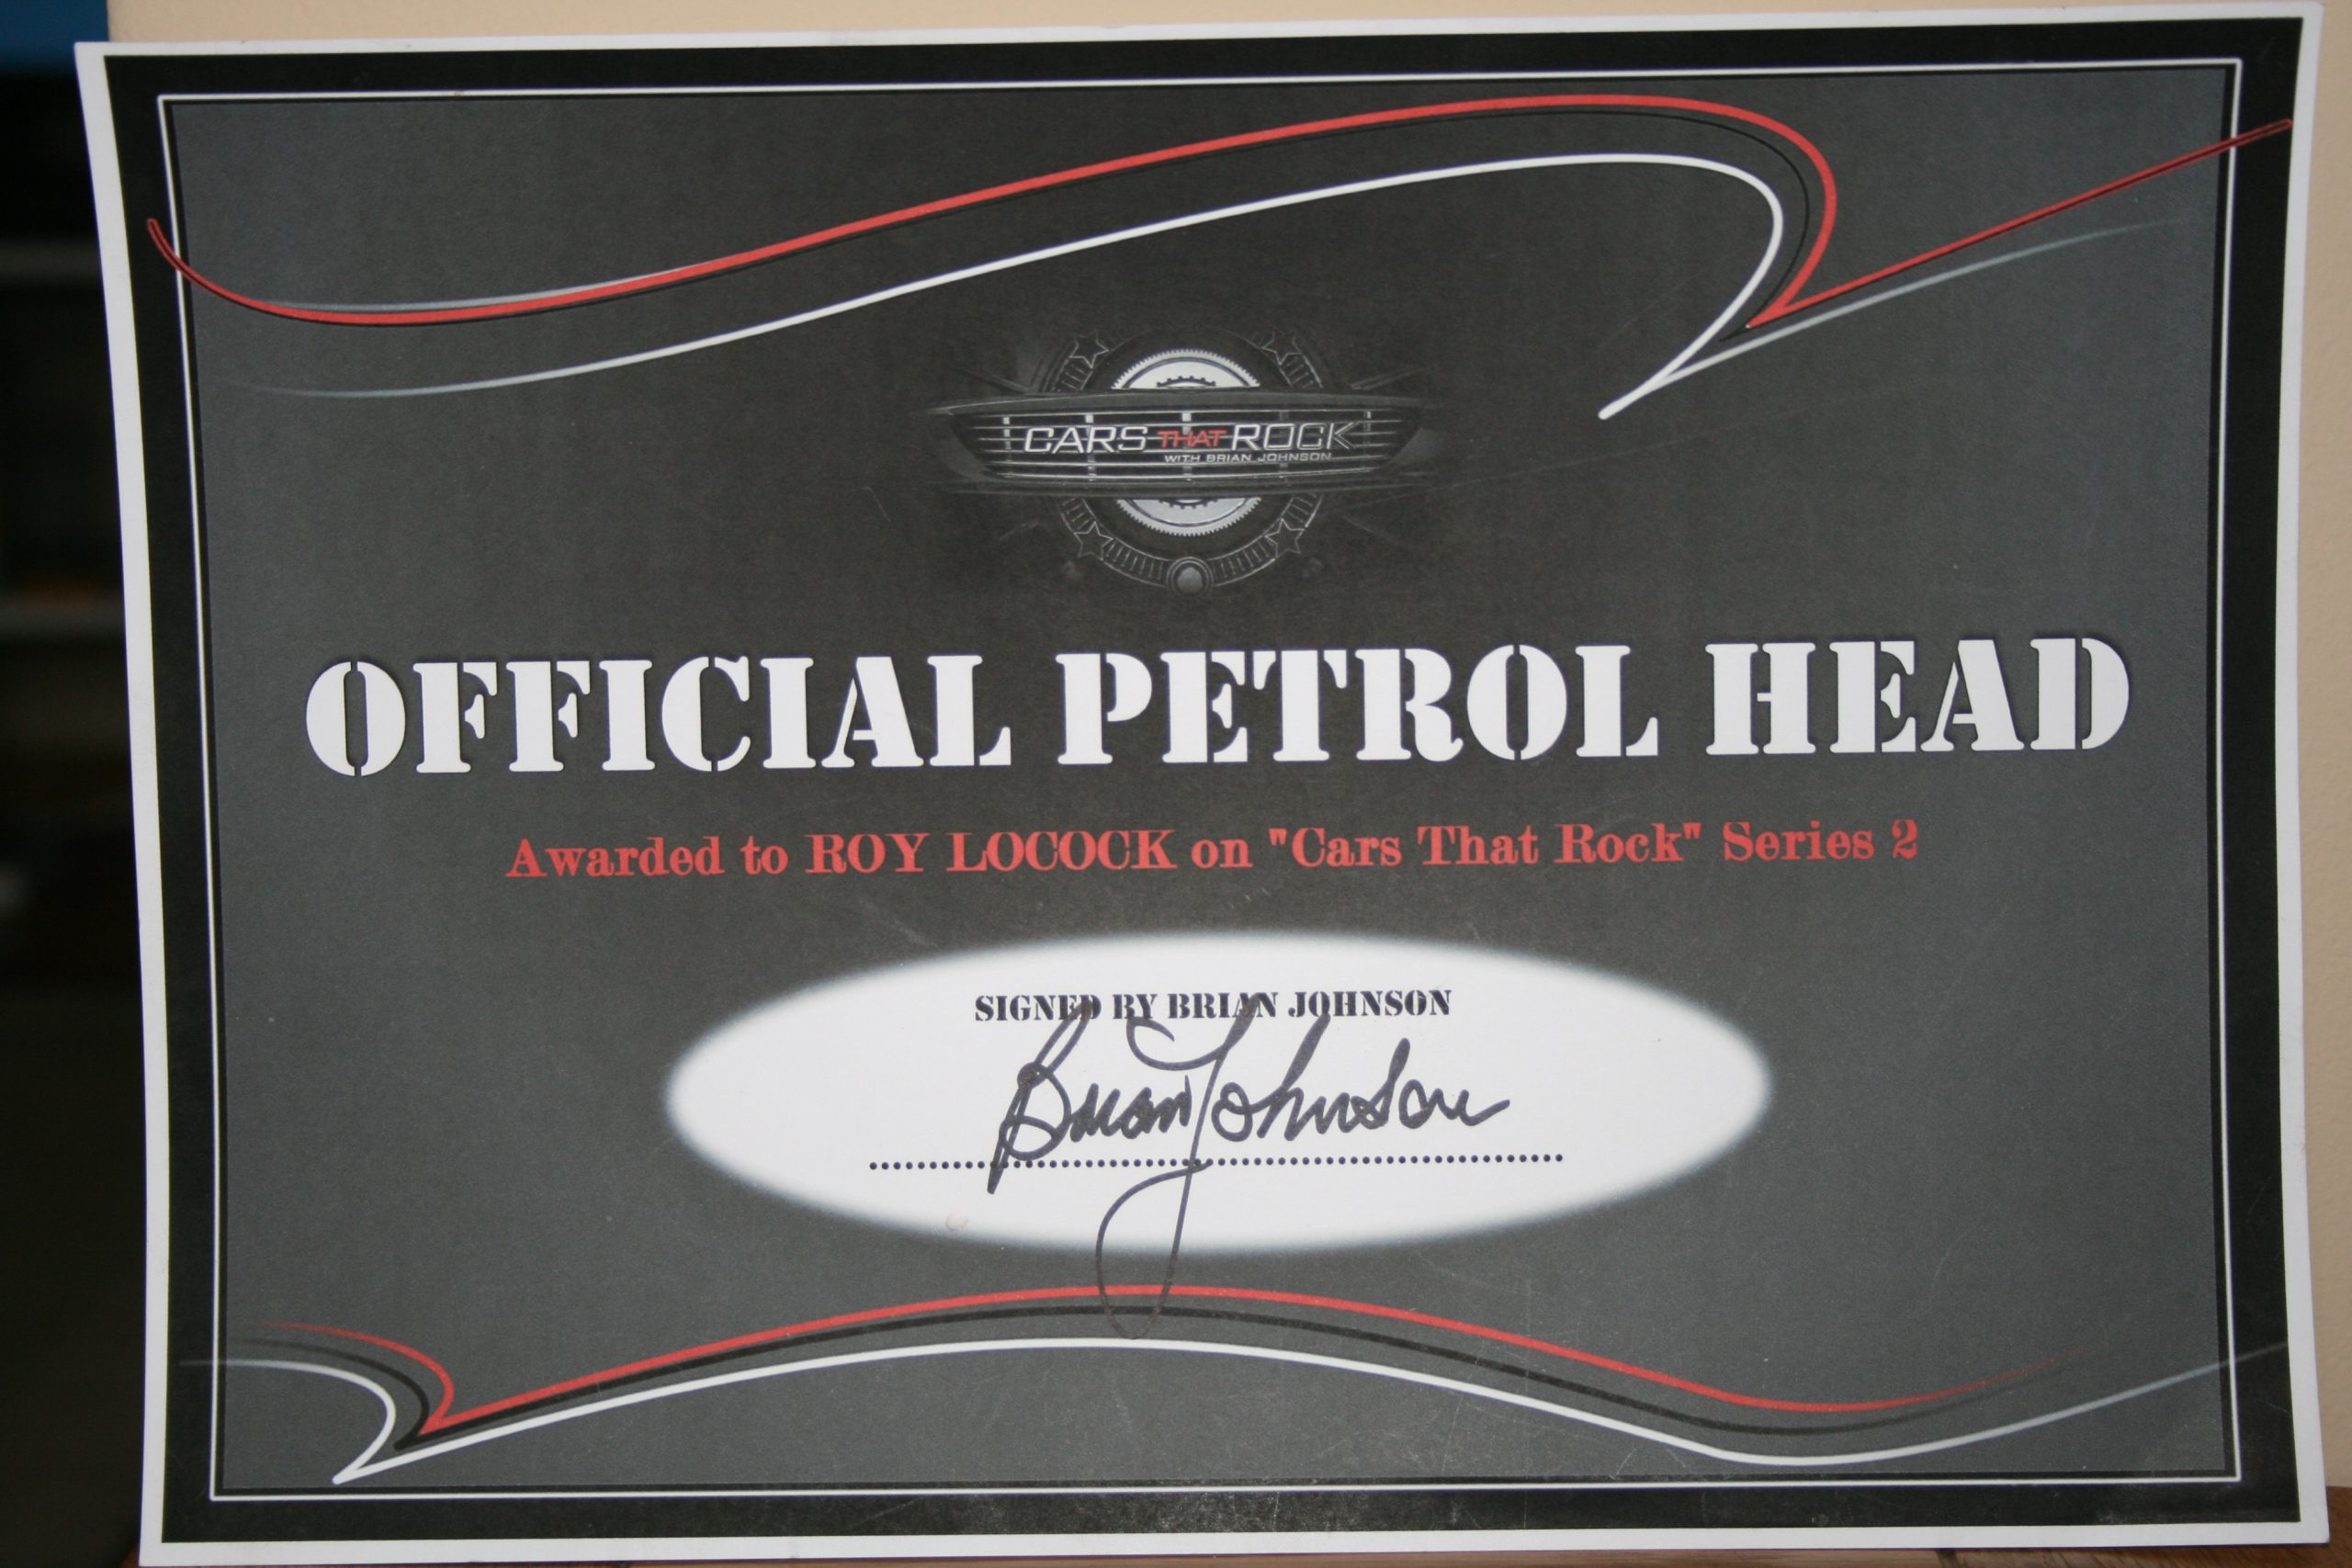 CARS THAT ROCK
WITH BRIAN JOHNSON
OFFICIAL PETROL HEAD
Awarded to ROY LOCOCK on "Cars That Rock" Series 2
SIGNED BY BRIAN JOHNSON
Brian Johnson